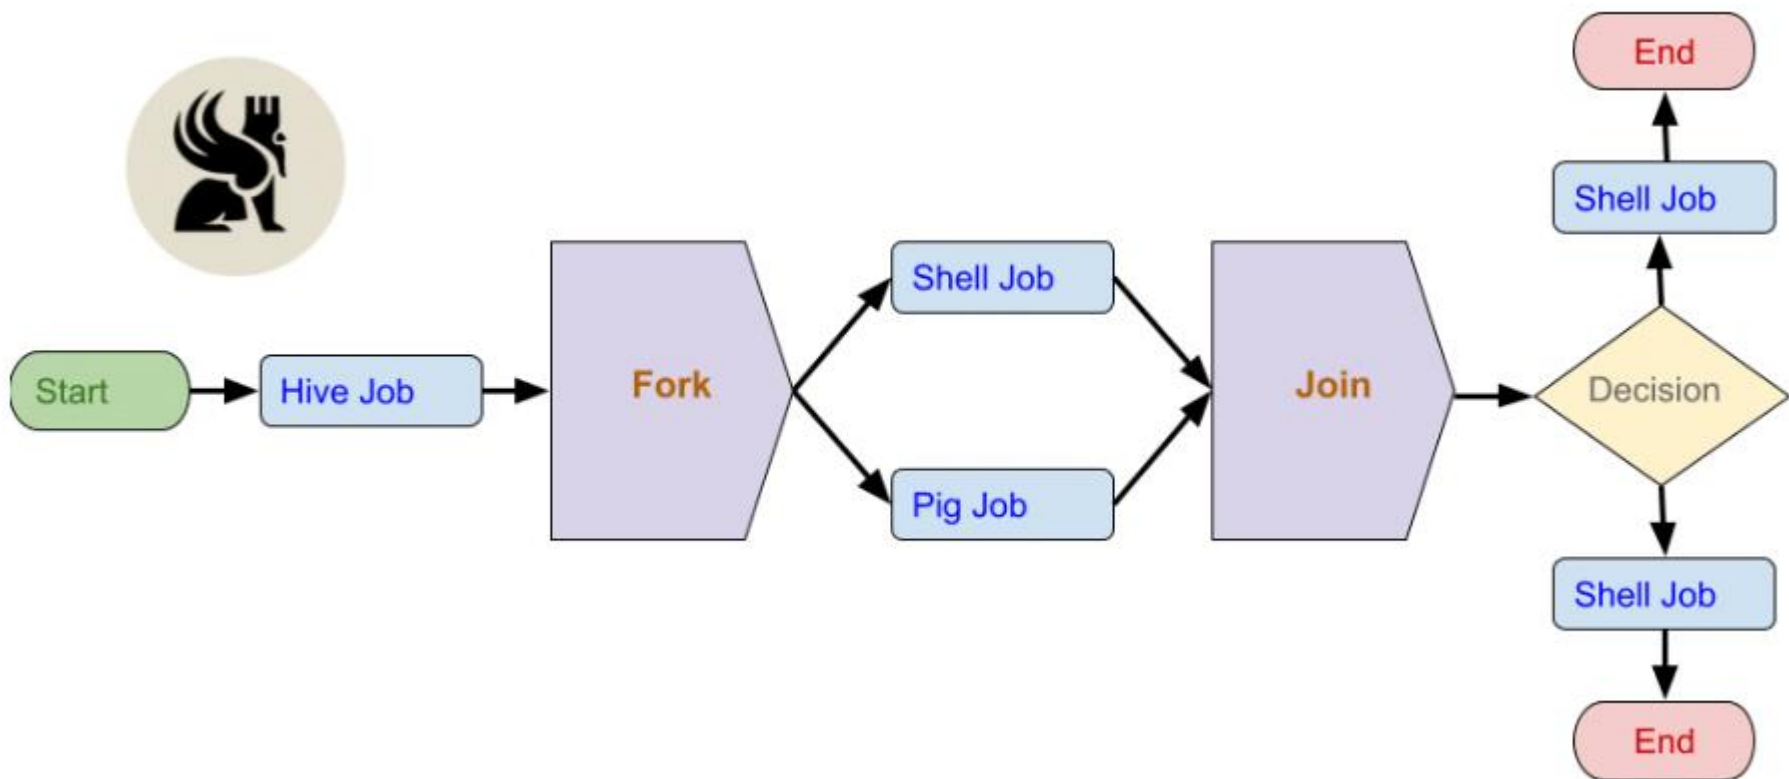 End
Shell Job
Shell Job
Start
Hive Job
Fork
Join
Decision
Pig Job
Shell Job
End